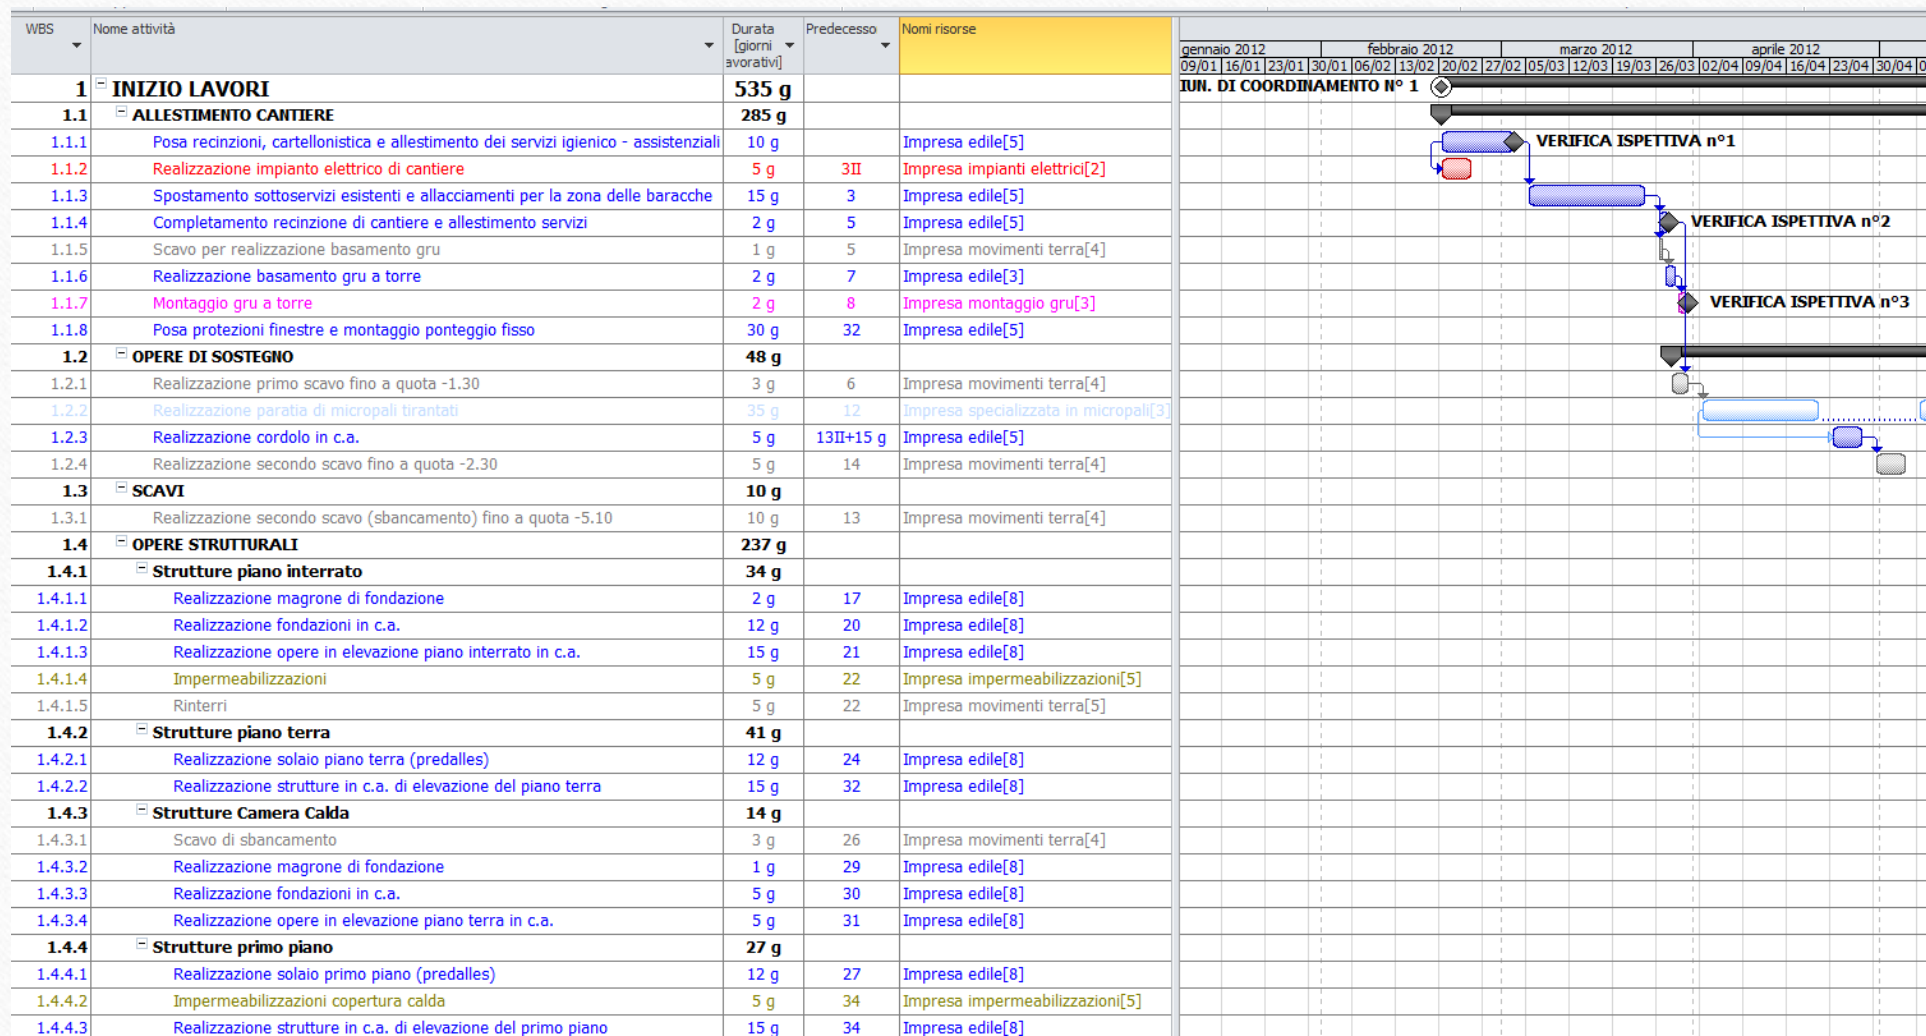 WBS Nome attività Durata [giorni lavorativi] Predecesso Nomi risorse
gennaio 2012 febbraio 2012 marzo 2012 aprile 2012
09/01 16/01 23/01 30/01 06/02 13/02 20/02 27/02 05/03 12/03 19/03 26/03 02/04 09/04 16/04 23/04 30/04 0
1 INIZIO LAVORI 535 g IUN. DI COORDINAMENTO N° 1
1.1 ALLESTIMENTO CANTIERE 285 g
1.1.1 Posa recinzioni, cartellonistica e allestimento dei servizi igienico - assistenziali 10 g Impresa edile[5] VERIFICA ISPETTIVA n°1
1.1.2 Realizzazione impianto elettrico di cantiere 5 g 3II Impresa impianti elettrici[2]
1.1.3 Spostamento sottoservizi esistenti e allacciamenti per la zona delle baracche 15 g 3 Impresa edile[5]
1.1.4 Completamento recinzione di cantiere e allestimento servizi 2 g 5 Impresa edile[5] VERIFICA ISPETTIVA n°2
1.1.5 Scavo per realizzazione basamento gru 1 g 5 Impresa movimenti terra[4]
1.1.6 Realizzazione basamento gru a torre 2 g 7 Impresa edile[3]
1.1.7 Montaggio gru a torre 2 g 8 Impresa montaggio gru[3] VERIFICA ISPETTIVA n°3
1.1.8 Posa protezioni finestre e montaggio ponteggio fisso 30 g 32 Impresa edile[5]
1.2 OPERE DI SOSTEGNO 48 g
1.2.1 Realizzazione primo scavo fino a quota -1.30 3 g 6 Impresa movimenti terra[4]
1.2.2 Realizzazione paratia di micropali tirantati 35 g 12 Impresa specializzata in micropali[3]
1.2.3 Realizzazione cordolo in c.a. 5 g 13II+15 g Impresa edile[5]
1.2.4 Realizzazione secondo scavo fino a quota -2.30 5 g 14 Impresa movimenti terra[4]
1.3 SCAVI 10 g
1.3.1 Realizzazione secondo scavo (sbancamento) fino a quota -5.10 10 g 13 Impresa movimenti terra[4]
1.4 OPERE STRUTTURALI 237 g
1.4.1 Strutture piano interrato 34 g
1.4.1.1 Realizzazione magrone di fondazione 2 g 17 Impresa edile[8]
1.4.1.2 Realizzazione fondazioni in c.a. 12 g 20 Impresa edile[8]
1.4.1.3 Realizzazione opere in elevazione piano interrato in c.a. 15 g 21 Impresa edile[8]
1.4.1.4 Impermeabilizzazioni 5 g 22 Impresa impermeabilizzazioni[5]
1.4.1.5 Rinterri 5 g 22 Impresa movimenti terra[5]
1.4.2 Strutture piano terra 41 g
1.4.2.1 Realizzazione solaio piano terra (predalles) 12 g 24 Impresa edile[8]
1.4.2.2 Realizzazione strutture in c.a. di elevazione del piano terra 15 g 32 Impresa edile[8]
1.4.3 Strutture Camera Calda 14 g
1.4.3.1 Scavo di sbancamento 3 g 26 Impresa movimenti terra[4]
1.4.3.2 Realizzazione magrone di fondazione 1 g 29 Impresa edile[8]
1.4.3.3 Realizzazione fondazioni in c.a. 5 g 30 Impresa edile[8]
1.4.3.4 Realizzazione opere in elevazione piano terra in c.a. 5 g 31 Impresa edile[8]
1.4.4 Strutture primo piano 27 g
1.4.4.1 Realizzazione solaio primo piano (predalles) 12 g 27 Impresa edile[8]
1.4.4.2 Impermeabilizzazioni copertura calda 5 g 34 Impresa impermeabilizzazioni[5]
1.4.4.3 Realizzazione strutture in c.a. di elevazione del primo piano 15 g 34 Impresa edile[8]